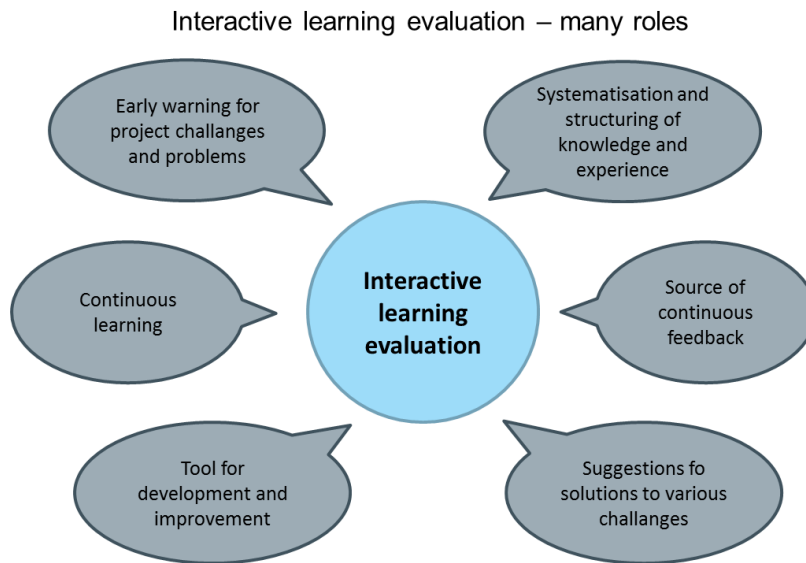 Interactive learning evaluation – many roles
Early warning for
project challanges
and problems
Systematisation and
structuring of
knowledge and
experience
Continuous
learning
Interactive
learning
evaluation
Source of
continuous
feedback
Tool for
development and
improvement
Suggestions fo
solutions to various
challanges